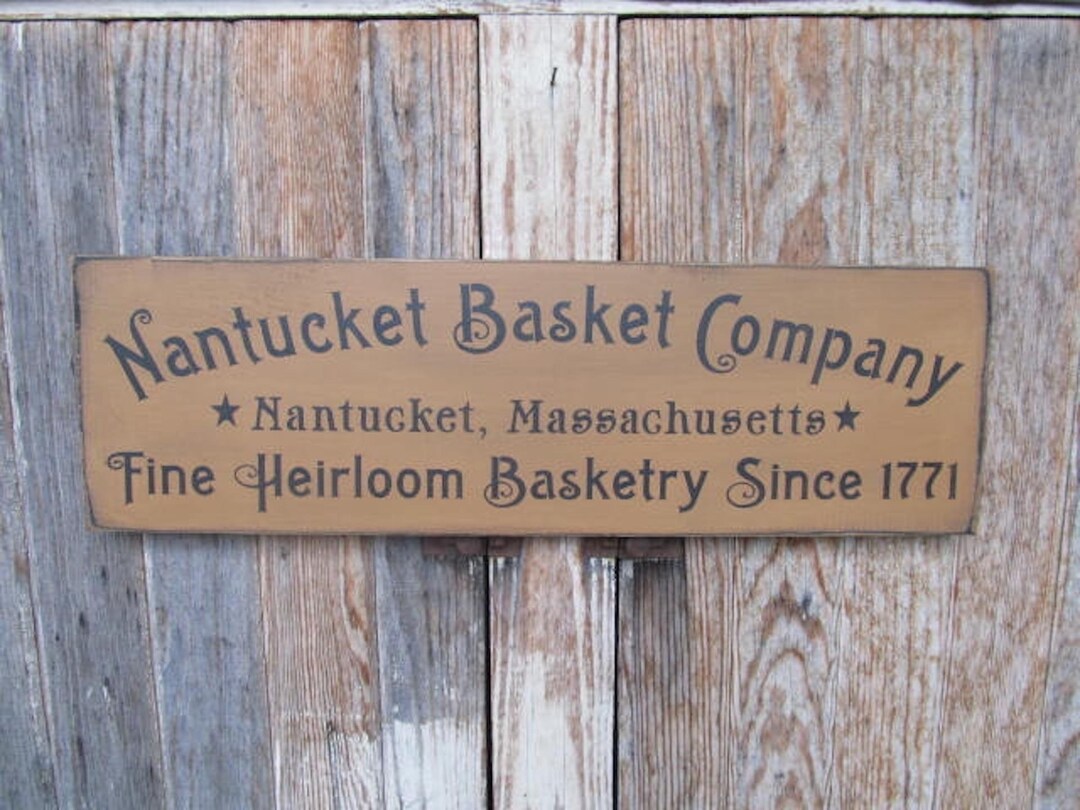 Nantucket Basket Company
★Nantucket, Massachusetts★
Fine Heirloom Basketry Since 1771